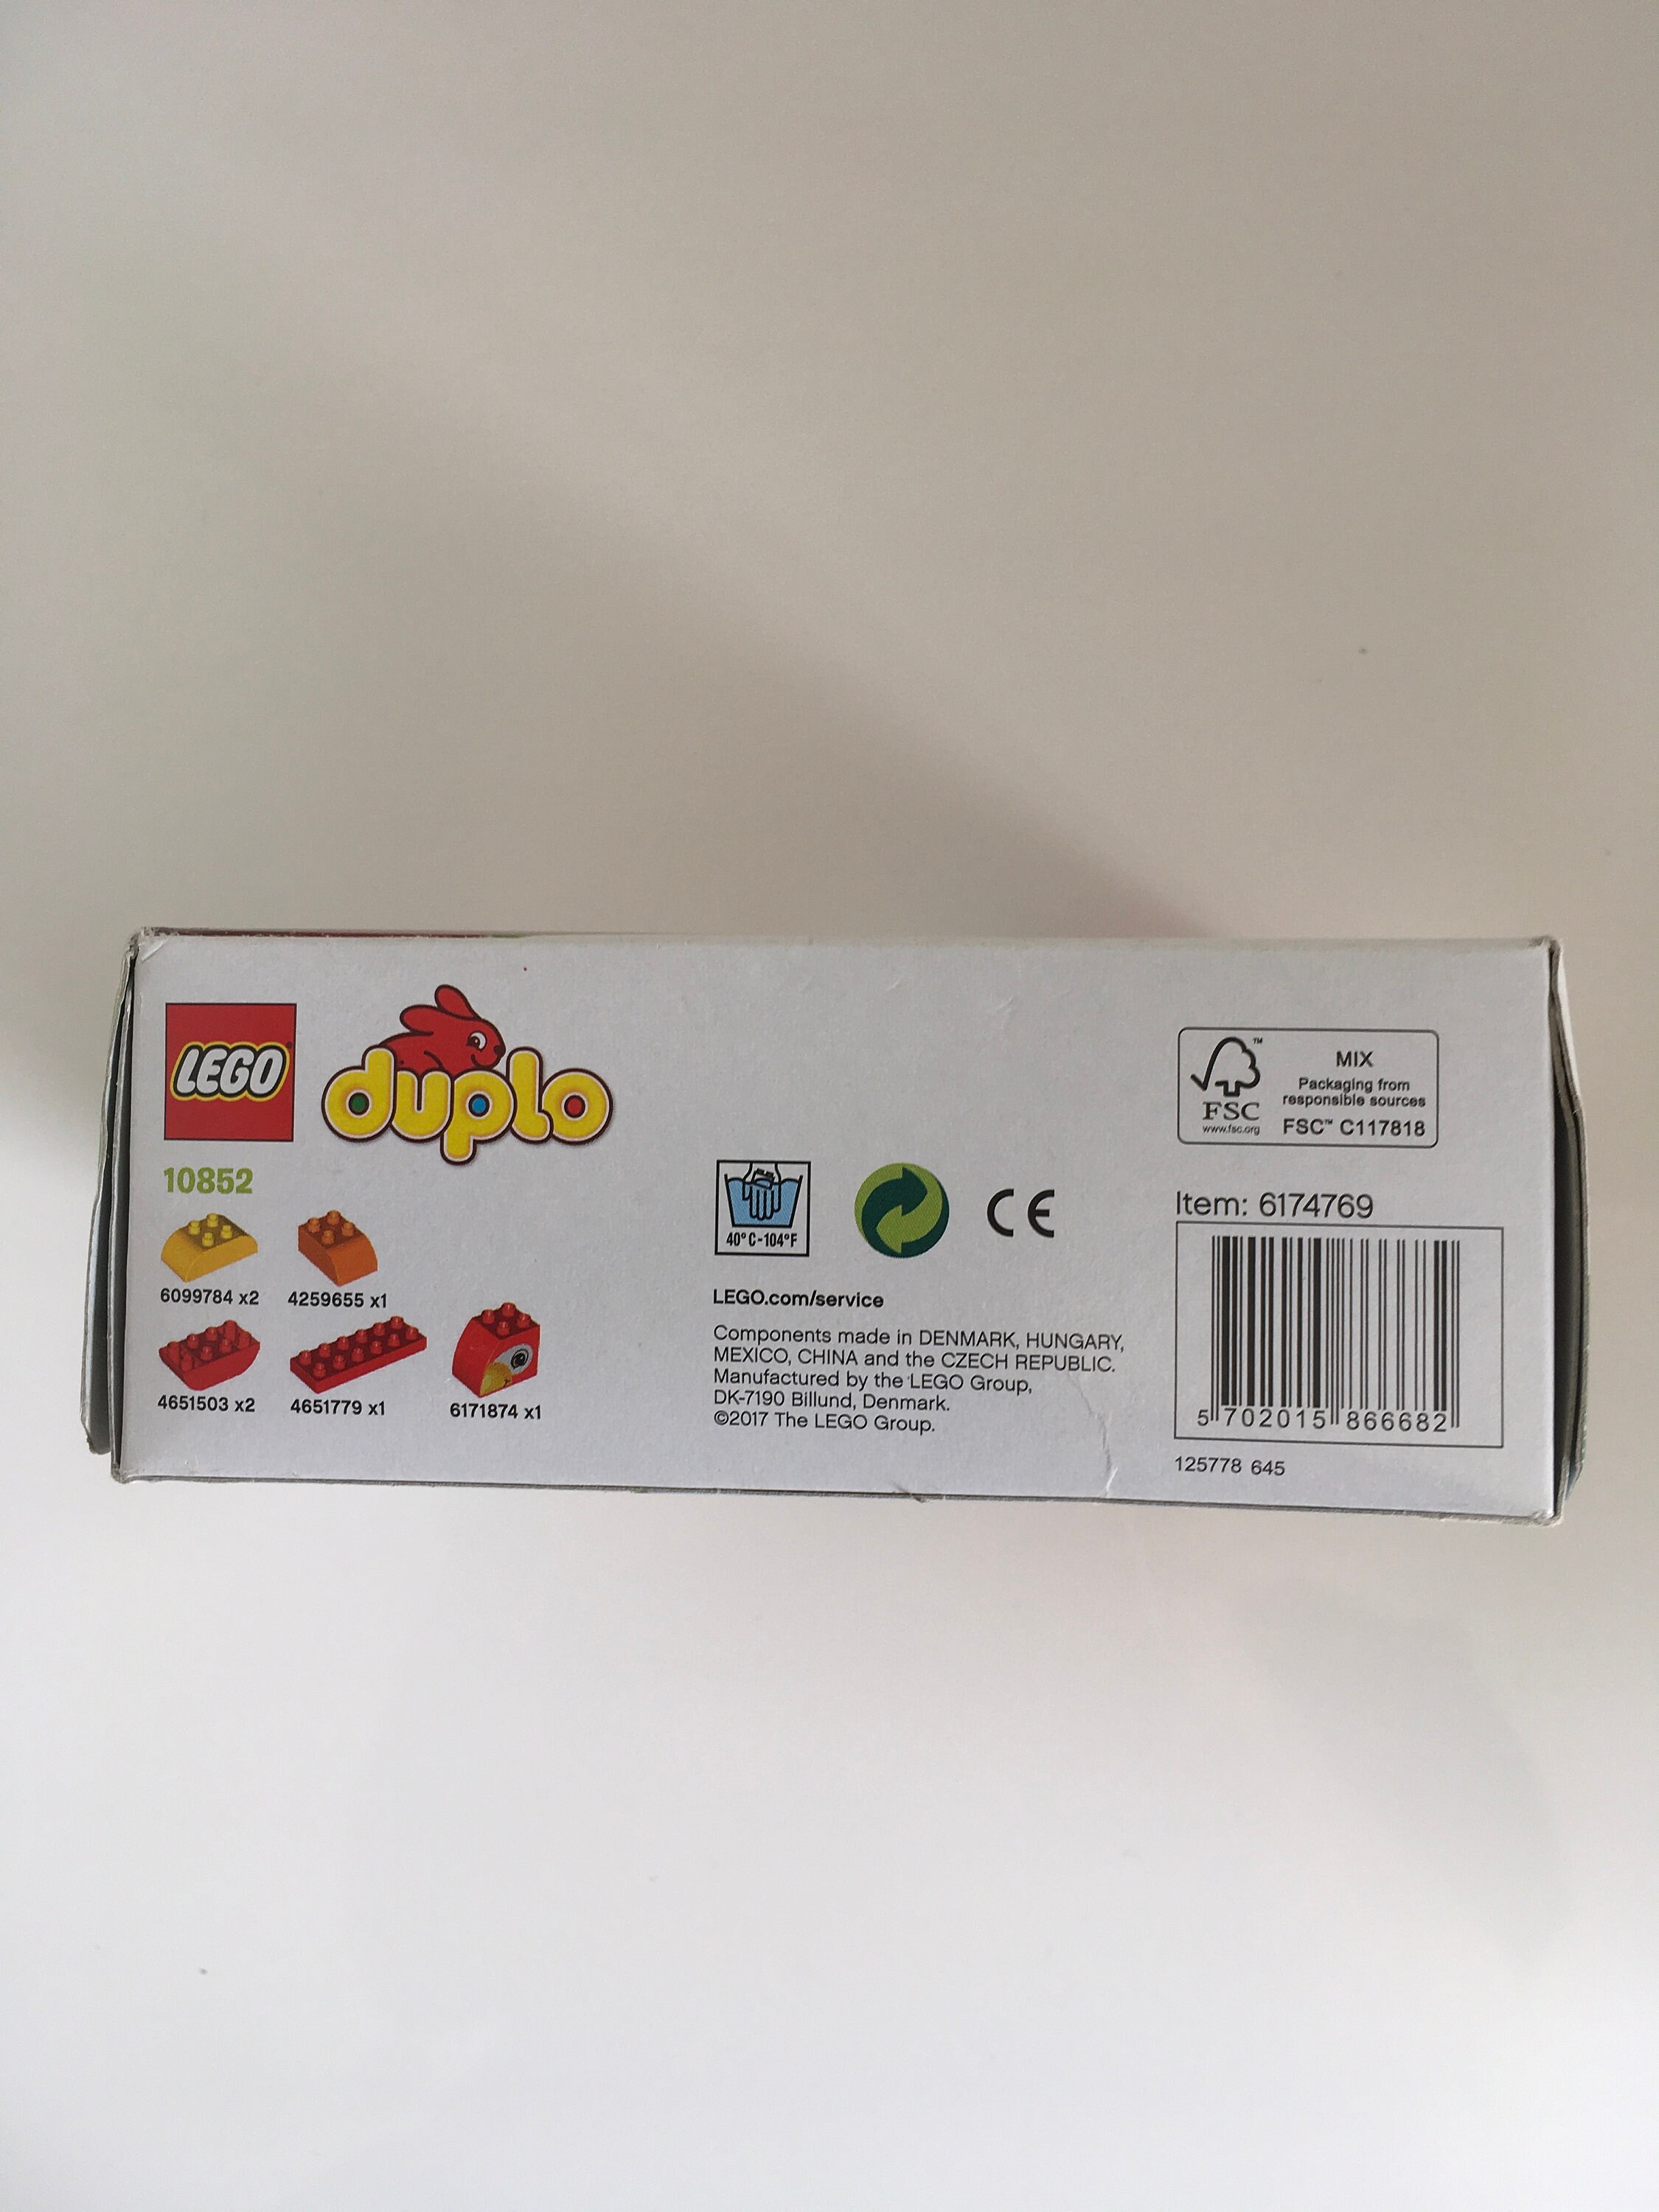 LEGO
duplo
10852
6099784 x2
4259655 x1
4651503 x2
4651779 x1
6171874 x1
40°C-104°F
CE
LEGO.com/service
Components made in DENMARK, HUNGARY,
MEXICO, CHINA and the CZECH REPUBLIC.
Manufactured by the LEGO Group,
DK-7190 Billund, Denmark.
©2017 The LEGO Group.
FSC™
www.fsc.org
MIX
Packaging from
responsible sources
FSC™ C117818
Item: 6174769
5 702015 866682
125778 645